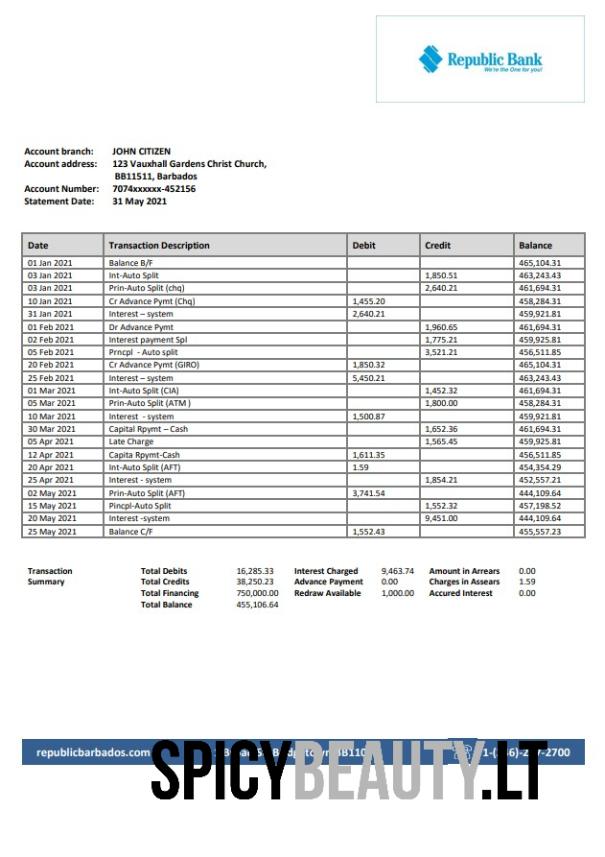 Republic Bank
We're the One for you!
Account branch: JOHN CITIZEN
Account address: 123 Vauxhall Gardens Christ Church,
BB11511, Barbados
Account Number: 7074xxxxxx-452156
Statement Date: 31 May 2021
Date Transaction Description Debit Credit Balance
01 Jan 2021 Balance B/F 465,104.31
03 Jan 2021 Int-Auto Split 1,850.51 463,243.43
03 Jan 2021 Prin-Auto Split (chq) 2,640.21 461,694.31
10 Jan 2021 Cr Advance Pymt (Chq) 1,455.20 458,284.31
31 Jan 2021 Interest – system 2,640.21 459,921.81
01 Feb 2021 Dr Advance Pymt 1,960.65 461,694.31
02 Feb 2021 Interest payment Spl 1,775.21 459,925.81
05 Feb 2021 Prncpl - Auto split 3,521.21 456,511.85
20 Feb 2021 Cr Advance Pymt (GIRO) 1,850.32 465,104.31
25 Feb 2021 Interest – system 5,450.21 463,243.43
01 Mar 2021 Int-Auto Split (CIA) 1,452.32 461,694.31
05 Mar 2021 Prin-Auto Split (ATM ) 1,800.00 458,284.31
10 Mar 2021 Interest - system 1,500.87 459,921.81
30 Mar 2021 Capital Rpymt – Cash 1,652.36 461,694.31
05 Apr 2021 Late Charge 1,565.45 459,925.81
12 Apr 2021 Capita Rpymt-Cash 1,611.35 456,511.85
20 Apr 2021 Int-Auto Split (AFT) 1.59 454,354.29
25 Apr 2021 Interest - system 1,854.21 452,557.21
02 May 2021 Prin-Auto Split (AFT) 3,741.54 444,109.64
15 May 2021 Pincpl-Auto Split 1,552.32 457,198.52
20 May 2021 Interest -system 9,451.00 444,109.64
25 May 2021 Balance C/F 1,552.43 455,557.23
Transaction Total Debits 16,285.33 Interest Charged 9,463.74 Amount in Arrears 0.00
Summary Total Credits 38,250.23 Advance Payment 0.00 Charges in Assears 1.59
Total Financing 750,000.00 Redraw Available 1,000.00 Accured Interest 0.00
Total Balance 455,106.64
republicbarbados.com
SPICYBEAUTY.LT